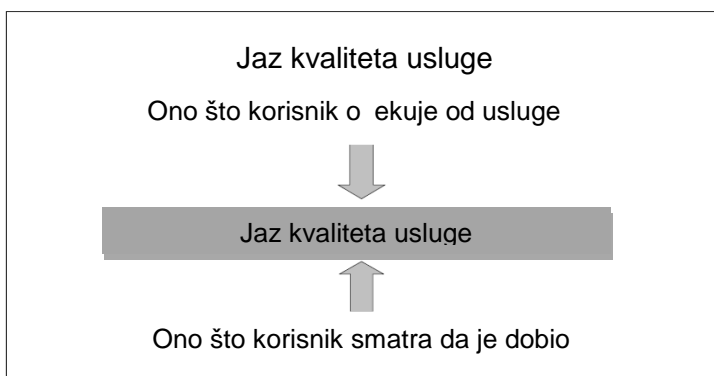 Jaz kvaliteta usluge
Ono što korisnik o ekuje od usluge
Jaz kvaliteta usluge
Ono što korisnik smatra da je dobio